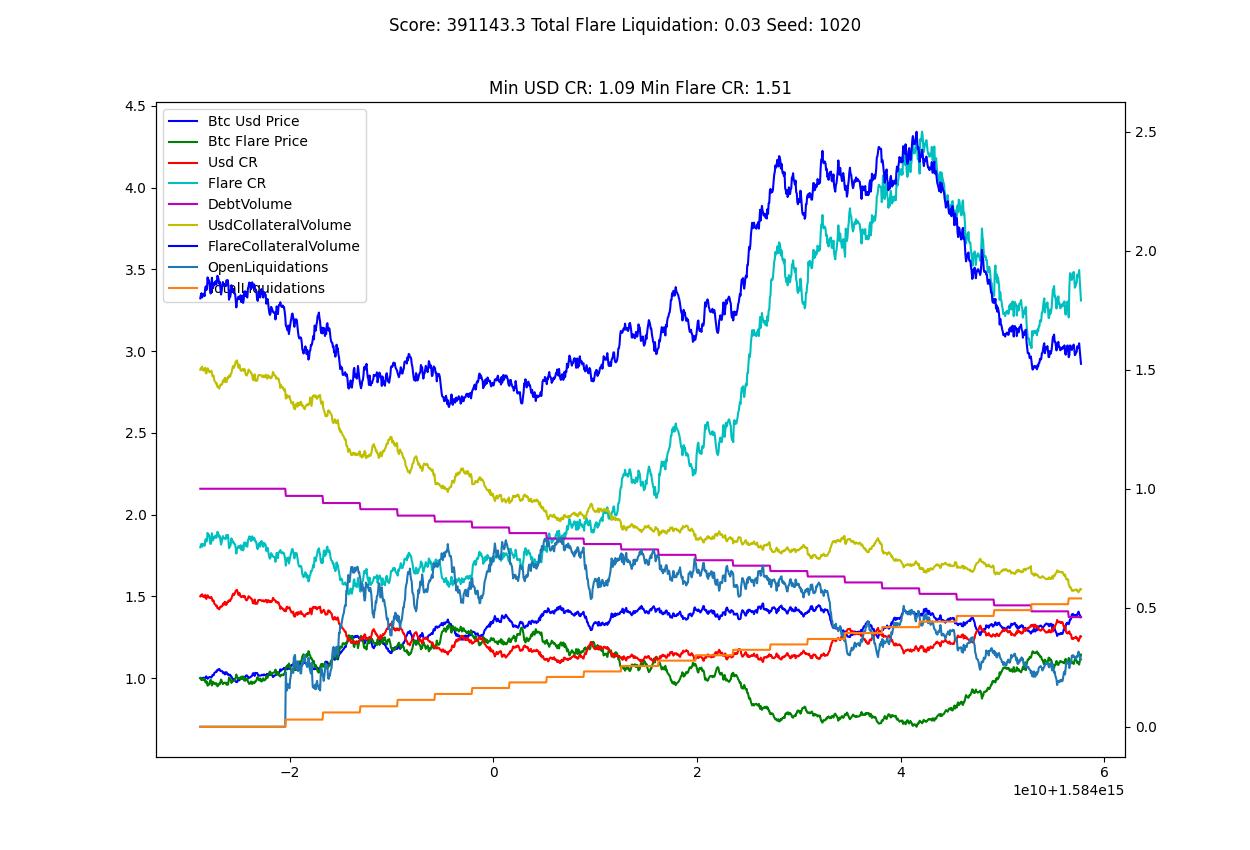 Score: 391143.3 Total Flare Liquidation: 0.03 Seed: 1020
Min USD CR: 1.09 Min Flare CR: 1.51
Btc Usd Price
Btc Flare Price
Usd CR
Flare CR
DebtVolume
UsdCollateralVolume
FlareCollateralVolume
OpenLiquidations
TotalLiquidations
4.5
4.0
3.5
3.0
2.5
2.0
1.5
1.0
2.5
2.0
1.5
1.0
0.5
0.0
−2
0
2
4
6
1e10+1.584e15